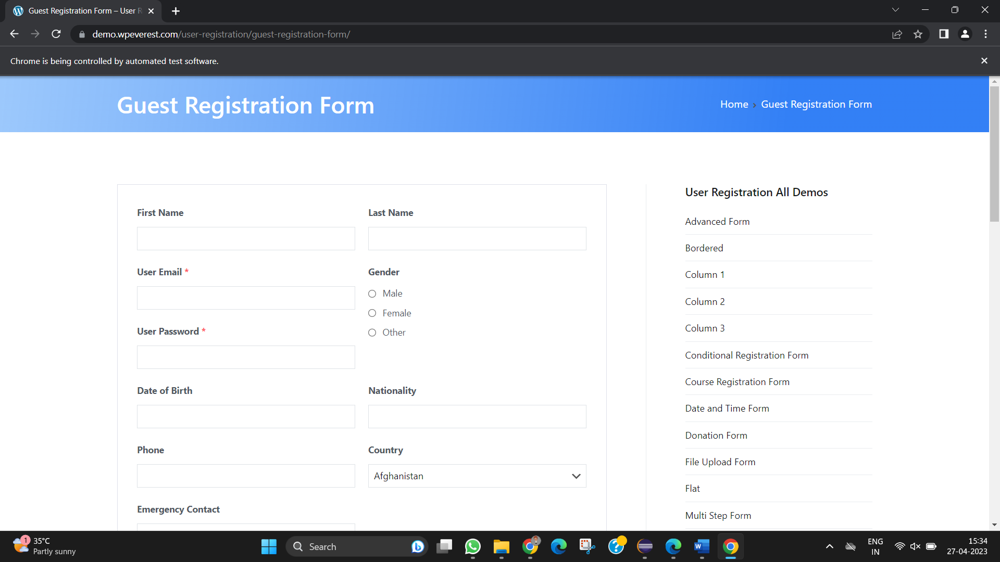 Guest Registration Form – User R
demo.wpeverest.com/user-registration/guest-registration-form/
Chrome is being controlled by automated test software.
Guest Registration Form
Home › Guest Registration Form
First Name
Last Name
User Email *
Gender
Male
Female
Other
User Password *
Date of Birth
Nationality
Phone
Country
Afghanistan
Emergency Contact
User Registration All Demos
Advanced Form
Bordered
Column 1
Column 2
Column 3
Conditional Registration Form
Course Registration Form
Date and Time Form
Donation Form
File Upload Form
Flat
Multi Step Form
1
35°C
Partly sunny
Search
ENG
IN
15:34
27-04-2023